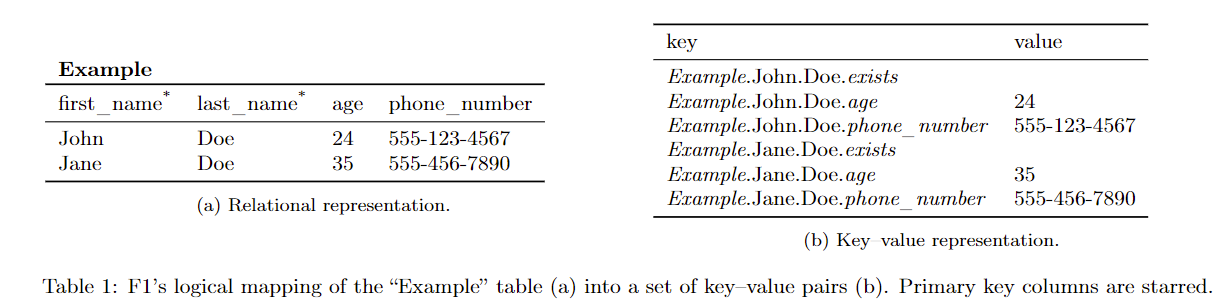 Example
first_name* last_name* age phone_number
John Doe 24 555-123-4567
Jane Doe 35 555-456-7890
(a) Relational representation.
key value
Example.John.Doe.exists
Example.John.Doe.age 24
Example.John.Doe.phone_number 555-123-4567
Example.Jane.Doe.exists
Example.Jane.Doe.age 35
Example.Jane.Doe.phone_number 555-456-7890
(b) Key–value representation.
Table 1: F1's logical mapping of the “Example” table (a) into a set of key–value pairs (b). Primary key columns are starred.